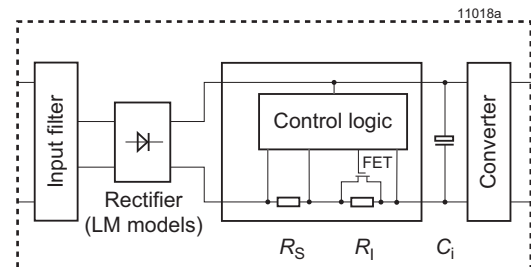 11018a
Input filter
Rectifier
(LM models)
Control logic
FET
Converter
RS
RI
Ci